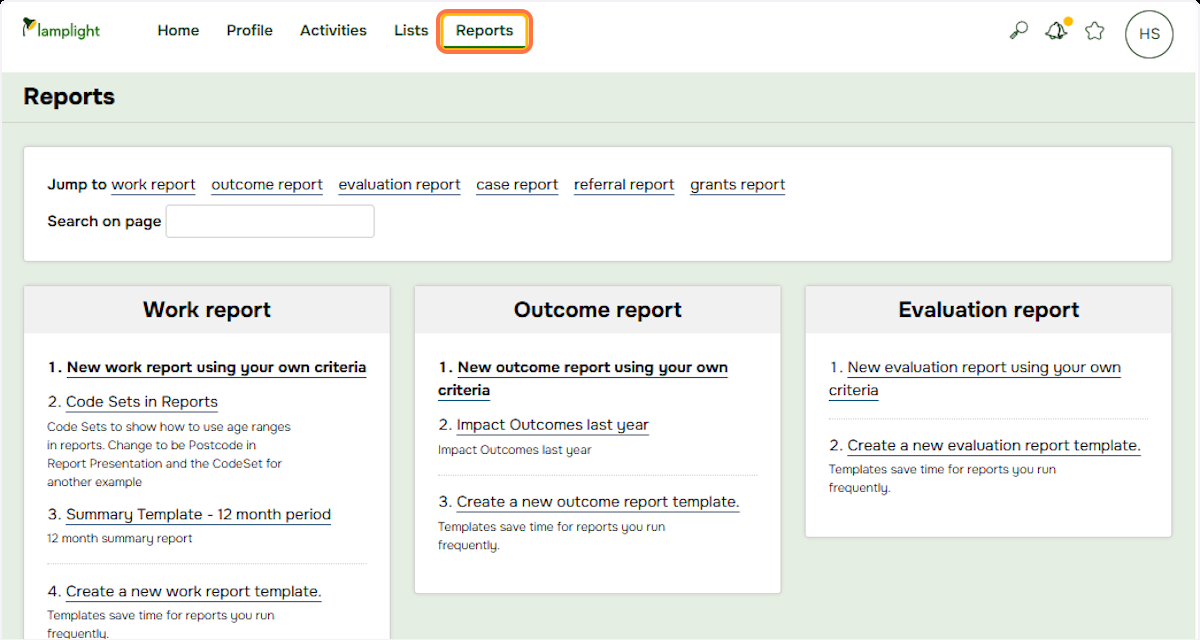 lamplight
Home Profile Activities Lists Reports
HS
Reports
Jump to work report outcome report evaluation report case report referral report grants report
Search on page
Work report
1. New work report using your own criteria
2. Code Sets in Reports
Code Sets to show how to use age ranges
in reports. Change to be Postcode in
Report Presentation and the CodeSet for
another example
3. Summary Template - 12 month period
12 month summary report
4. Create a new work report template.
Templates save time for reports you run
frequently.
Outcome report
1. New outcome report using your own
criteria
2. Impact Outcomes last year
Impact Outcomes last year
3. Create a new outcome report template.
Templates save time for reports you run
frequently.
Evaluation report
1. New evaluation report using your own
criteria
2. Create a new evaluation report template.
Templates save time for reports you run
frequently.